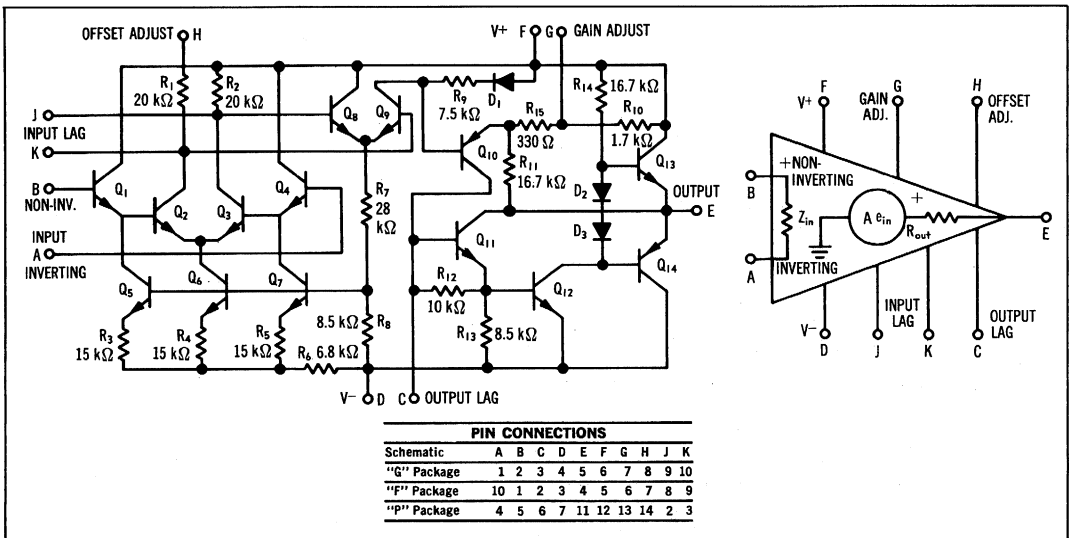 OFFSET ADJUST H
V+ F G GAIN ADJUST
R1
20 kΩ
R2
20 kΩ
J
INPUT LAG
K
B
NON-INV.
INPUT
A
INVERTING
Q1
Q2
Q3
Q4
Q5
Q6
Q7
R3
15 kΩ
R4
15 kΩ
R5
15 kΩ
R6 6.8 kΩ
Q8
Q9
R7
28
kΩ
8.5 kΩ R8
V− D
C OUTPUT LAG
R9
7.5 kΩ
D1
R15
330 Ω
R14 16.7 kΩ
R10
1.7 kΩ
Q10
R11
16.7 kΩ
Q13
D2
D3
OUTPUT
E
Q11
R12
10 kΩ
Q12
Q14
R13 8.5 kΩ
F
V+
G
GAIN
ADJ.
H
OFFSET
ADJ.
B
+NON-
INVERTING
Zin
A ein
+
Rout
E
A
INVERTING
V−
D
INPUT
LAG
J
K
OUTPUT
LAG
C
PIN CONNECTIONS
Schematic A B C D E F G H J K
"G" Package 1 2 3 4 5 6 7 8 9 10
"F" Package 10 1 2 3 4 5 6 7 8 9
"P" Package 4 5 6 7 11 12 13 14 2 3